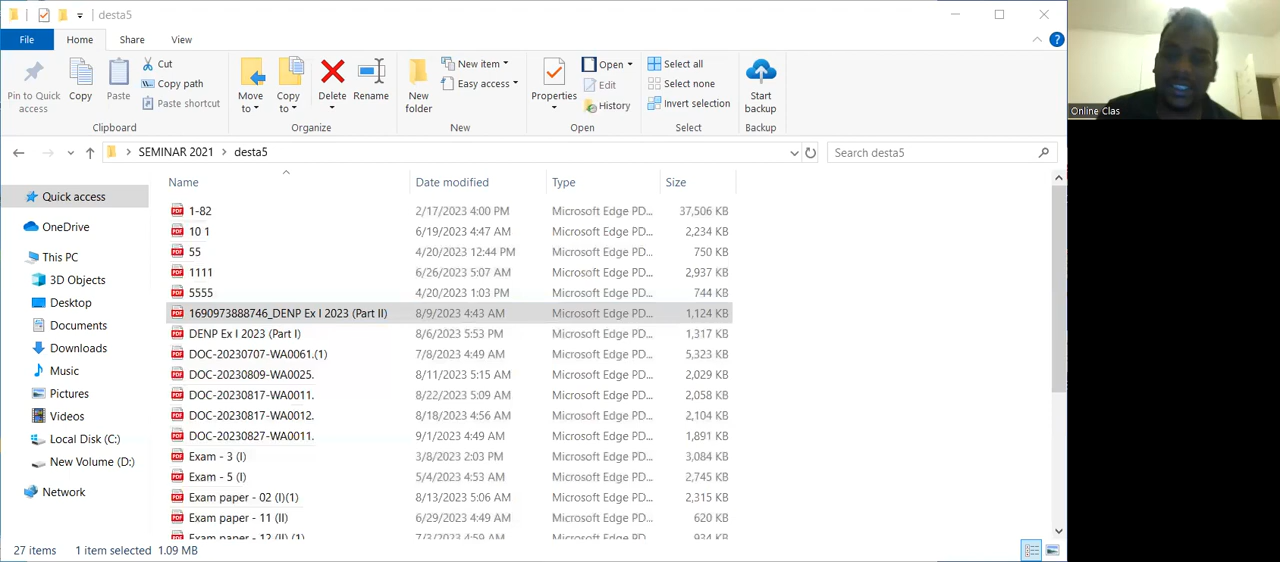 desta5
File Home Share View
Pin to Quick access
Copy
Paste
Cut
Copy path
Paste shortcut
Clipboard
Move to
Copy to
Delete
Rename
Organize
New folder
New item
Easy access
New
Properties
Open
Edit
History
Open
Select all
Select none
Invert selection
Select
Start backup
Backup
Online Clas
SEMINAR 2021 > desta5
Search desta5
Quick access
OneDrive
This PC
3D Objects
Desktop
Documents
Downloads
Music
Pictures
Videos
Local Disk (C:)
New Volume (D:)
Network
Name Date modified Type Size
1-82 2/17/2023 4:00 PM Microsoft Edge PD... 37,506 KB
10 1 6/19/2023 4:47 AM Microsoft Edge PD... 2,234 KB
55 4/20/2023 12:44 PM Microsoft Edge PD... 750 KB
1111 6/26/2023 5:07 AM Microsoft Edge PD... 2,937 KB
5555 4/20/2023 1:03 PM Microsoft Edge PD... 744 KB
1690973888746_DENP Ex I 2023 (Part II) 8/9/2023 4:43 AM Microsoft Edge PD... 1,124 KB
DENP Ex I 2023 (Part I) 8/6/2023 5:53 PM Microsoft Edge PD... 1,317 KB
DOC-20230707-WA0061.(1) 7/8/2023 4:49 AM Microsoft Edge PD... 5,323 KB
DOC-20230809-WA0025. 8/11/2023 5:15 AM Microsoft Edge PD... 2,029 KB
DOC-20230817-WA0011. 8/22/2023 5:09 AM Microsoft Edge PD... 2,058 KB
DOC-20230817-WA0012. 8/18/2023 4:56 AM Microsoft Edge PD... 2,104 KB
DOC-20230827-WA0011. 9/1/2023 4:49 AM Microsoft Edge PD... 1,891 KB
Exam - 3 (I) 3/8/2023 2:03 PM Microsoft Edge PD... 3,084 KB
Exam - 5 (I) 5/4/2023 4:53 AM Microsoft Edge PD... 2,745 KB
Exam paper - 02 (I)(1) 8/13/2023 5:06 AM Microsoft Edge PD... 2,315 KB
Exam paper - 11 (II) 6/29/2023 4:49 AM Microsoft Edge PD... 620 KB
Exam paper - 12 (II) (1) 7/3/2023 4:59 AM Microsoft Edge PD... 934 KB
27 items 1 item selected 1.09 MB